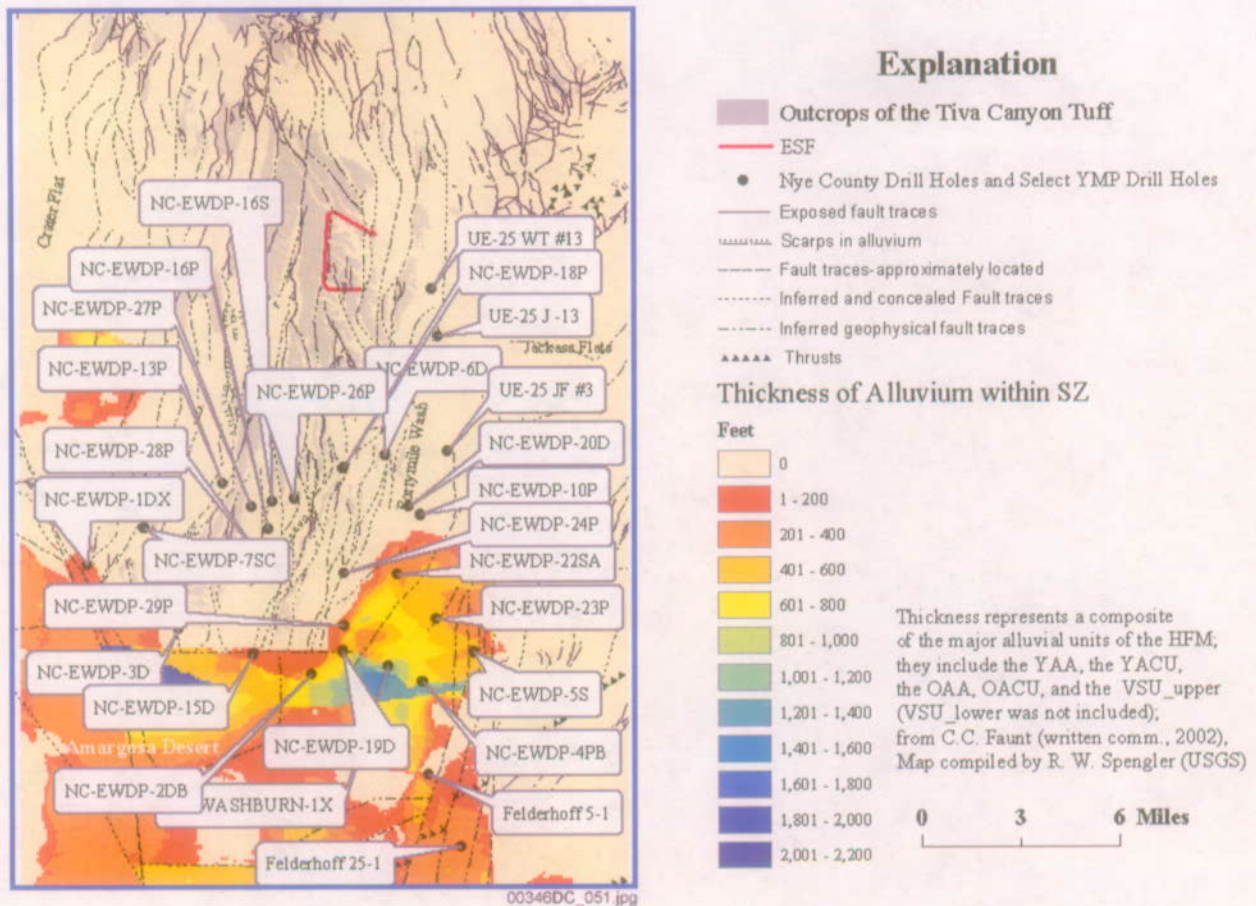 Crater Flat
NC-EWDP-16S
NC-EWDP-16P
NC-EWDP-27P
NC-EWDP-13P
UE-25 WT #13
NC-EWDP-18P
UE-25 J -13
Jackass Flats
NC-EWDP-6D
NC-EWDP-26P
UE-25 JF #3
NC-EWDP-28P
Fortymile Wash
NC-EWDP-20D
NC-EWDP-1DX
NC-EWDP-10P
NC-EWDP-24P
NC-EWDP-7SC
NC-EWDP-22SA
NC-EWDP-29P
NC-EWDP-23P
NC-EWDP-3D
NC-EWDP-5S
NC-EWDP-15D
Amargosa Desert
NC-EWDP-19D
NC-EWDP-4PB
NC-EWDP-2DB
WASHBURN-1X
Felderhoff 5-1
Felderhoff 25-1
00346DC_051.jpg
Explanation
Outcrops of the Tiva Canyon Tuff
ESF
Nye County Drill Holes and Select YMP Drill Holes
Exposed fault traces
Scarps in alluvium
Fault traces-approximately located
Inferred and concealed Fault traces
Inferred geophysical fault traces
Thrusts
Thickness of Alluvium within SZ
Feet
0
1 - 200
201 - 400
401 - 600
601 - 800
801 - 1,000
1,001 - 1,200
1,201 - 1,400
1,401 - 1,600
1,601 - 1,800
1,801 - 2,000
2,001 - 2,200
Thickness represents a composite
of the major alluvial units of the HFM;
they include the YAA, the YACU,
the OAA, OACU, and the VSU_upper
(VSU_lower was not included);
from C.C. Faunt (written comm., 2002),
Map compiled by R. W. Spengler (USGS)
0 3 6 Miles